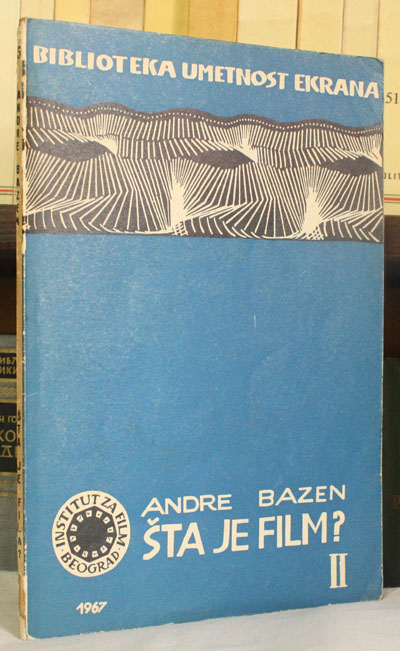 BIBLIOTEKA UMETNOST EKRANA
ANDRE BAZEN
ŠTA JE FILM?
II
INSTITUT ZA FILM
BEOGRAD
1967